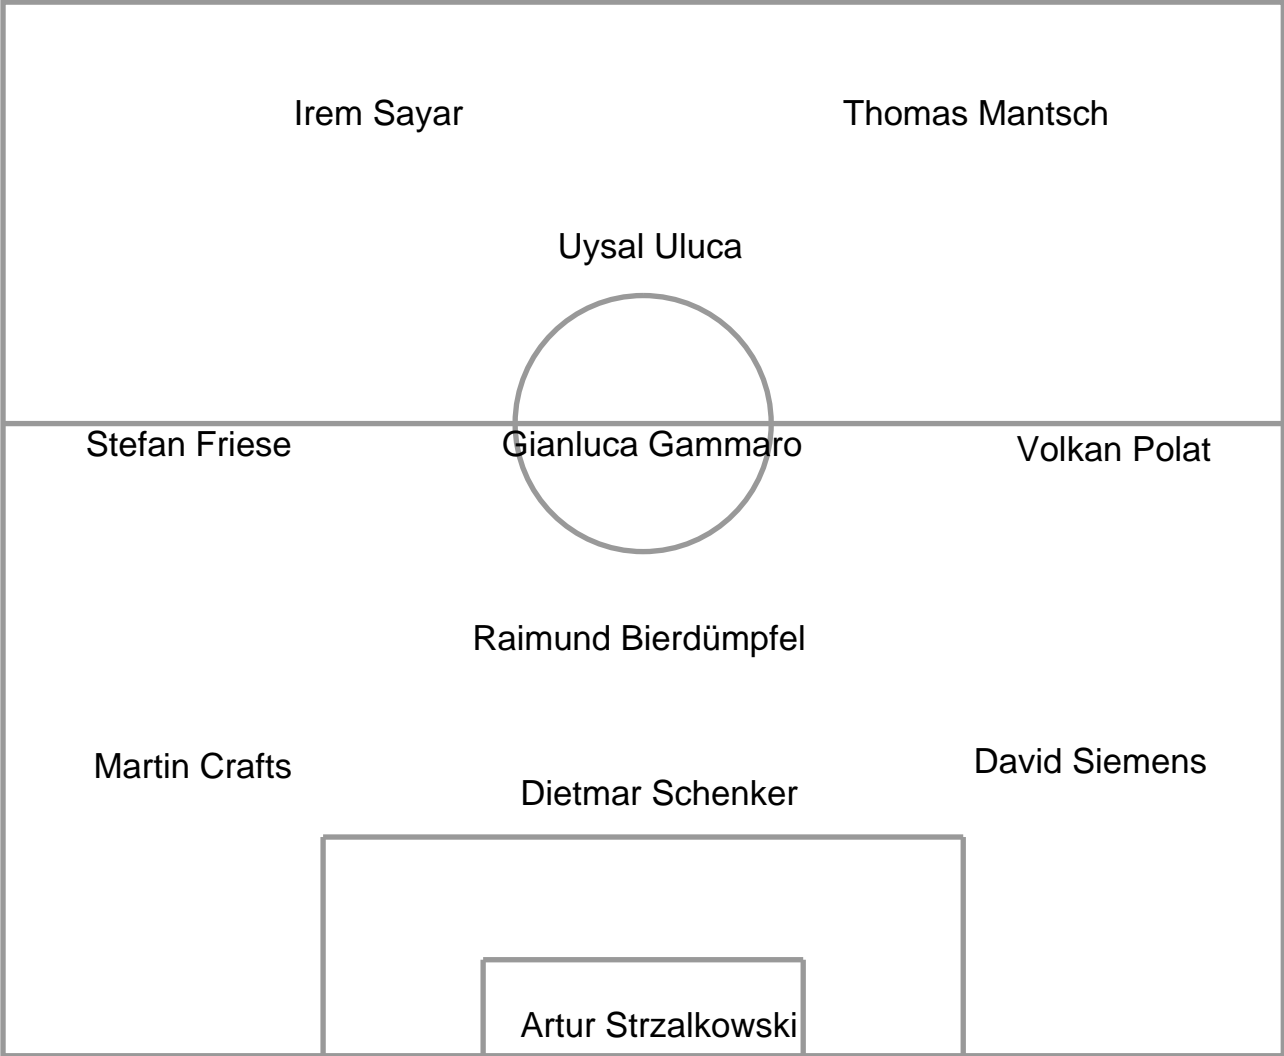 Irem Sayar
Thomas Mantsch
Uysal Uluca
Stefan Friese
Gianluca Gammaro
Volkan Polat
Raimund Bierdümpfel
Martin Crafts
David Siemens
Dietmar Schenker
Artur Strzalkowski